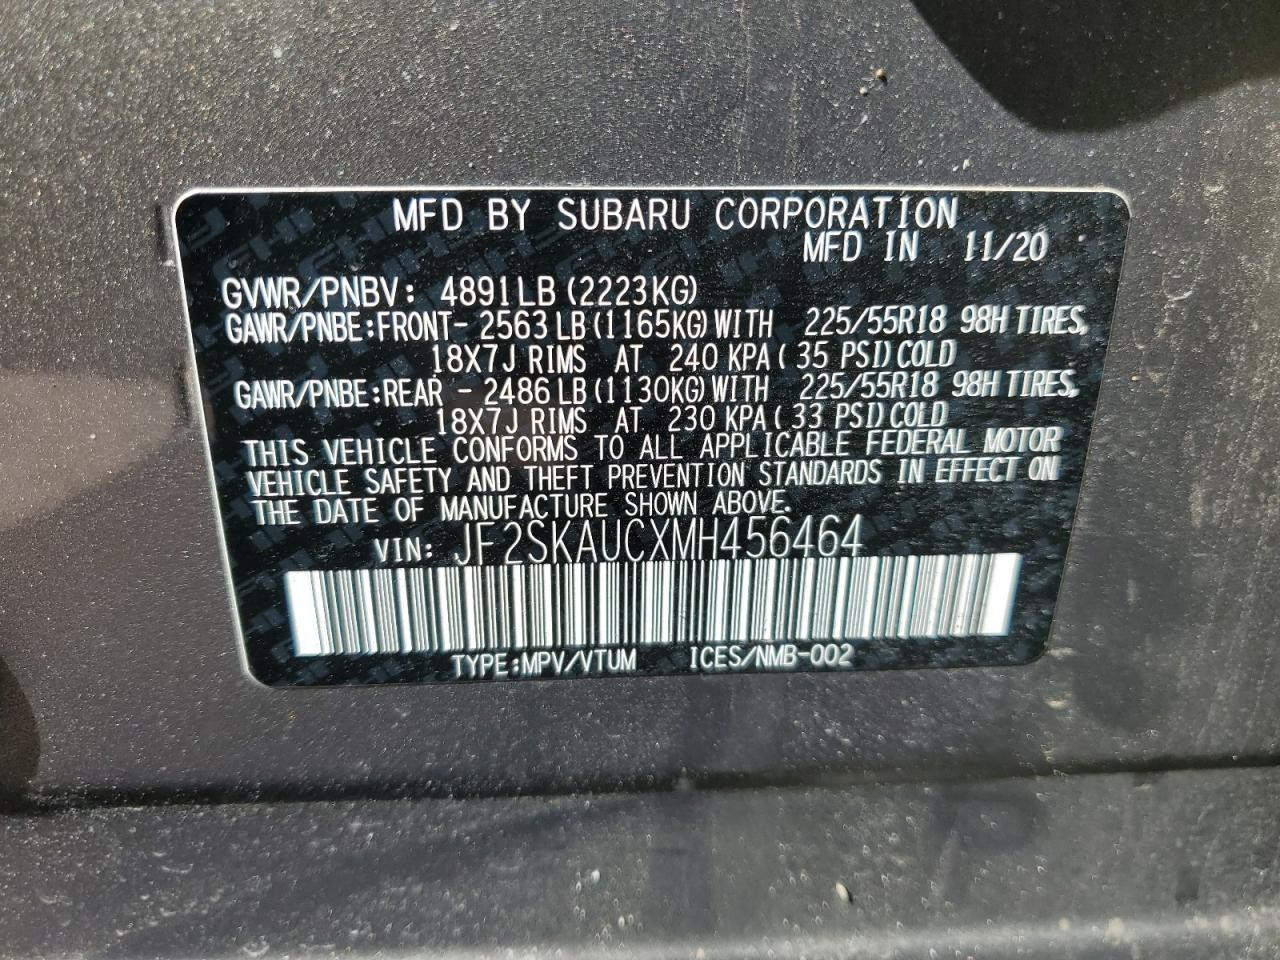 MFD BY SUBARU CORPORATION
MFD IN 11/20
GVWR/PNBV: 4891LB (2223KG)
GAWR/PNBE:FRONT- 2563 LB (1165KG) WITH 225/55R18 98H TIRES,
18X7J RIMS AT 240 KPA ( 35 PSI) COLD
GAWR/PNBE:REAR - 2486 LB (1130KG) WITH 225/55R18 98H TIRES,
18X7J RIMS AT 230 KPA ( 33 PSI) COLD
THIS VEHICLE CONFORMS TO ALL APPLICABLE FEDERAL MOTOR
VEHICLE SAFETY AND THEFT PREVENTION STANDARDS IN EFFECT ON
THE DATE OF MANUFACTURE SHOWN ABOVE.
VIN: JF2SKAUCXMH456464
TYPE:MPV/VTUM ICES/NMB-002